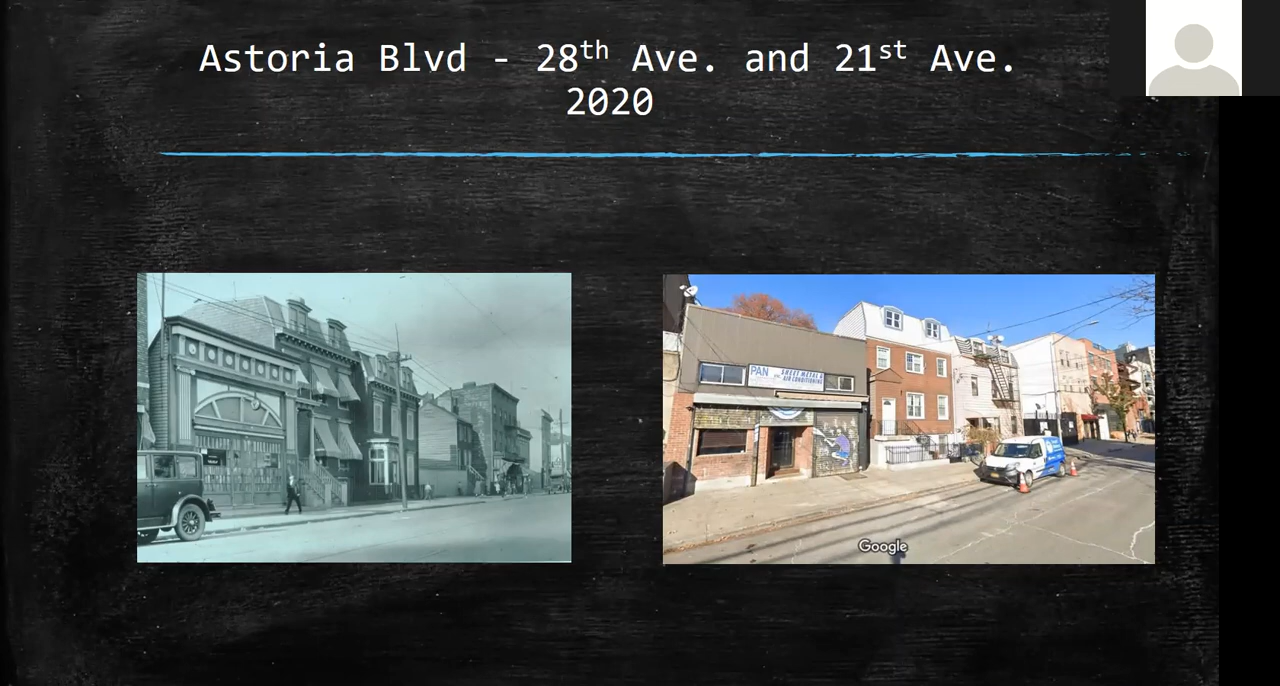 Astoria Blvd - 28th Ave. and 21st Ave.
2020
PAN
SHEET METAL &
AIR CONDITIONING
Google